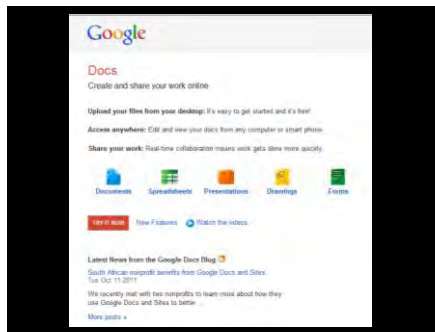 Google
Docs
Create and share your work online
Upload your files from your desktop: It's easy to get started and it's free!
Access anywhere: Edit and view your docs from any computer or smart phone.
Share your work: Real-time collaboration means work gets done more quickly.
Documents Spreadsheets Presentations Drawings Forms
TRY IT NOW New Features Watch the videos
Latest News from the Google Docs Blog
South African nonprofit benefits from Google Docs and Sites
Tue Oct 11 2011
We recently met with two nonprofits to learn more about how they
use Google Docs and Sites to better ...
More posts »